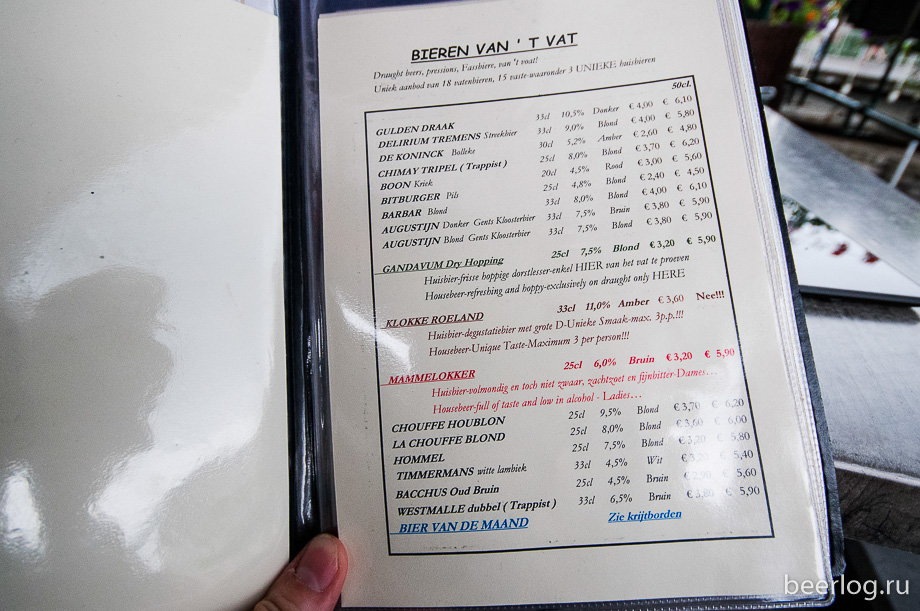 BIEREN VAN ' T VAT
Draught beers, pressions, Fassbiere, van 't voat!
Uniek aanbod van 18 vatenbieren, 15 vaste-waaronder 3 UNIEKE huisbieren
50cl.
GULDEN DRAAK 33cl 10,5% Donker € 4,00 € 6,10
DELIRIUM TREMENS Streekbier 33cl 9,0% Blond € 4,00 € 5,80
DE KONINCK Bolleke 30cl 5,2% Amber € 2,60 € 4,80
CHIMAY TRIPEL ( Trappist ) 25cl 8,0% Blond € 3,70 € 6,20
BOON Kriek 20cl 4,5% Rood € 3,00 € 5,60
BITBURGER Pils 25cl 4,8% Blond € 2,40 € 4,50
BARBAR Blond 33cl 8,0% Blond € 4,00 € 6,10
AUGUSTIJN Donker Gents Kloosterbier 33cl 7,5% Bruin € 3,80 € 5,90
AUGUSTIJN Blond Gents Kloosterbier 33cl 7,5% Blond € 3,80 € 5,90
GANDAVUM Dry Hopping 25cl 7,5% Blond € 3,20 € 5,90
Huisbier-frisse hoppige dorstlesser-enkel HIER van het vat te proeven
Housebeer-refreshing and hoppy-exclusively on draught only HERE
KLOKKE ROELAND 33cl 11,0% Amber € 3,60 Nee!!!
Huisbier-degustatiebier met grote D-Unieke Smaak-max. 3p.p.!!!
Housebeer-Unique Taste-Maximum 3 per person!!!
MAMMELOKKER 25cl 6,0% Bruin € 3,20 € 5,90
Huisbier-volmondig en toch niet zwaar, zachtzoet en fijnbitter-Dames…
Housebeer-full of taste and low in alcohol - Ladies…
CHOUFFE HOUBLON 25cl 9,5% Blond € 3,70 € 6,20
LA CHOUFFE BLOND 25cl 8,0% Blond € 3,60 € 6,00
HOMMEL 25cl 7,5% Blond € 3,20 € 5,80
TIMMERMANS witte lambiek 33cl 4,5% Wit € 3,20 € 5,40
BACCHUS Oud Bruin 25cl 4,5% Bruin € 2,90 € 5,60
WESTMALLE dubbel ( Trappist ) 33cl 6,5% Bruin € 3,80 € 5,90
BIER VAN DE MAAND Zie krijtborden
beerlog.ru